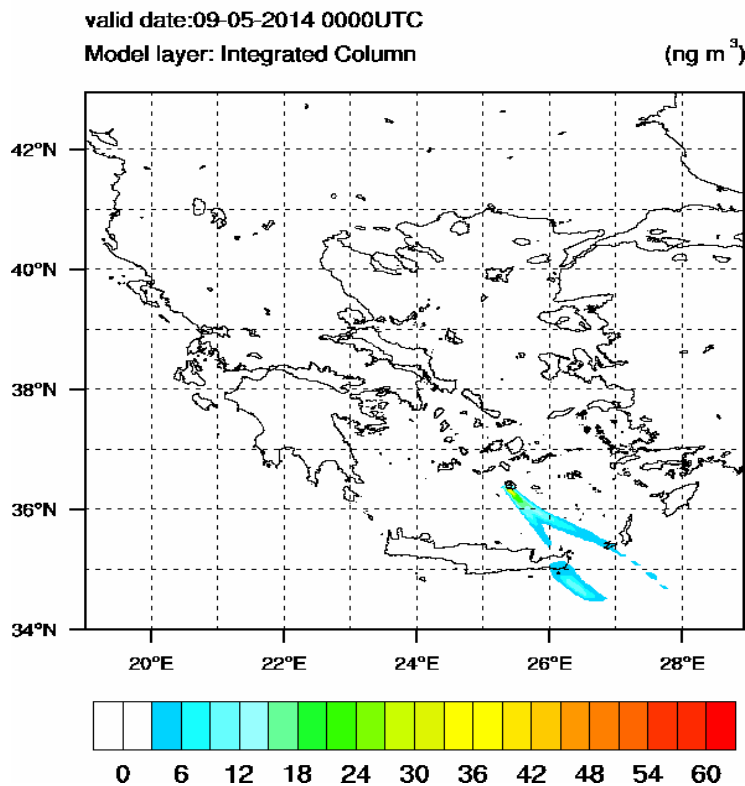 valid date:09-05-2014 0000UTC
Model layer: Integrated Column (ng m³)
42°N
40°N
38°N
36°N
34°N
20°E 22°E 24°E 26°E 28°E
0 6 12 18 24 30 36 42 48 54 60